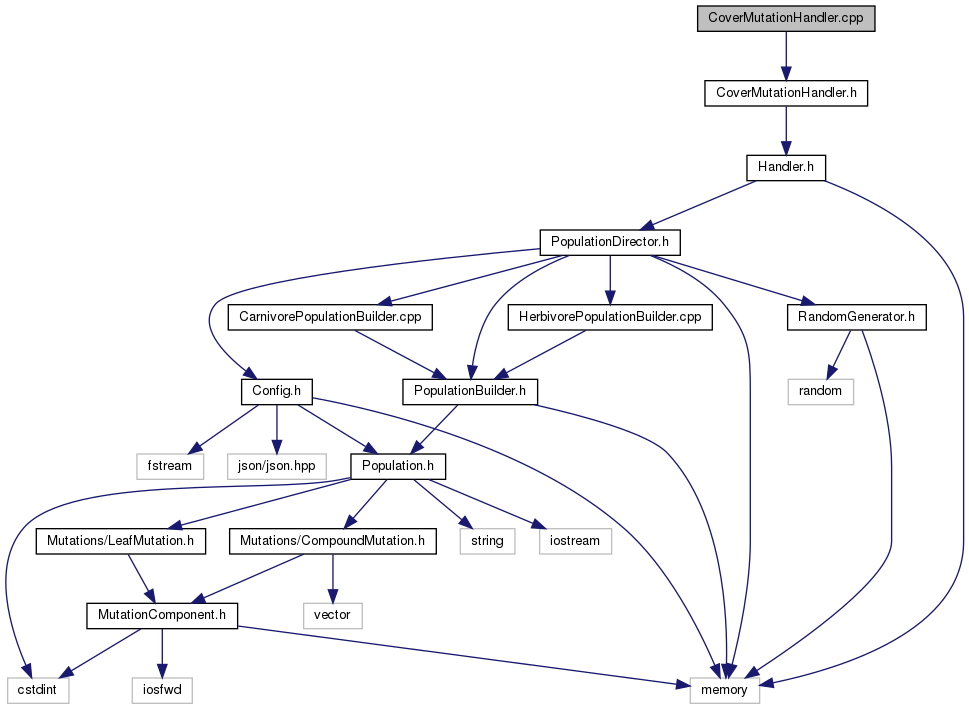 CoverMutationHandler.cpp
CoverMutationHandler.h
Handler.h
PopulationDirector.h
CarnivorePopulationBuilder.cpp
HerbivorePopulationBuilder.cpp
RandomGenerator.h
Config.h
PopulationBuilder.h
random
fstream
json/json.hpp
Population.h
Mutations/LeafMutation.h
Mutations/CompoundMutation.h
string
iostream
MutationComponent.h
vector
cstdint
iosfwd
memory